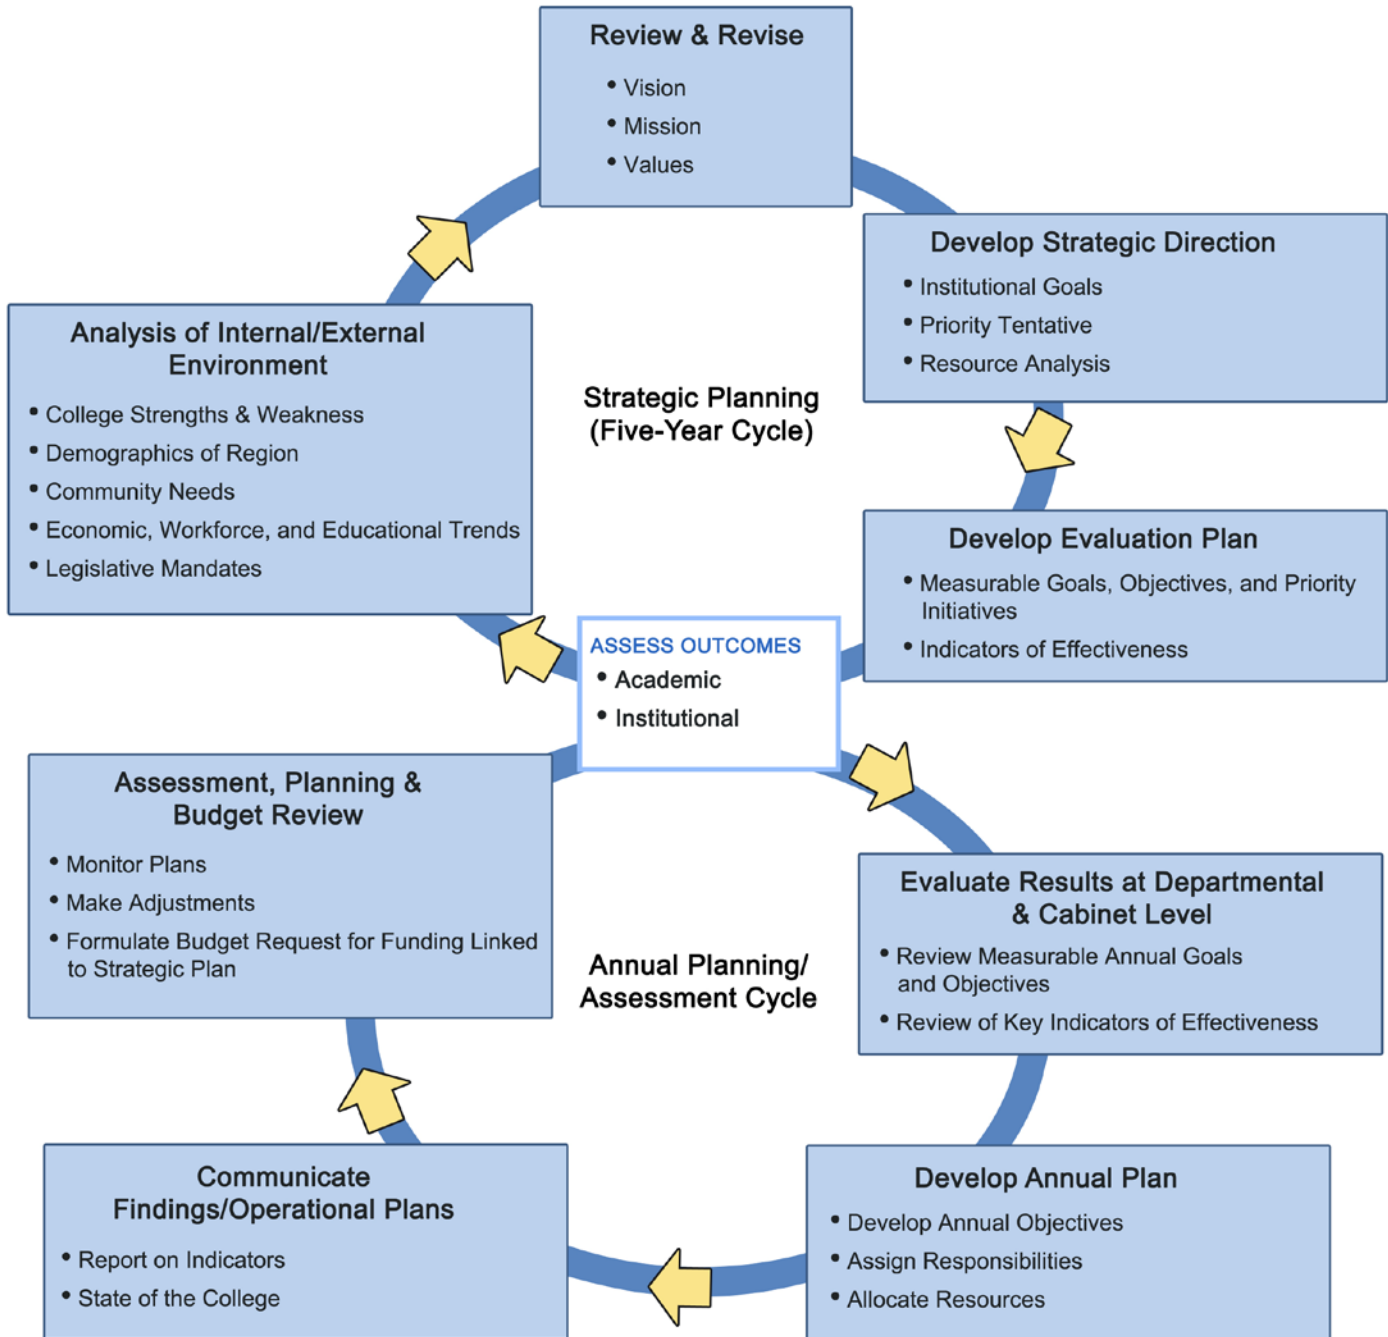 Review & Revise
• Vision
• Mission
• Values
Develop Strategic Direction
• Institutional Goals
• Priority Tentative
• Resource Analysis
Analysis of Internal/External
Environment
• College Strengths & Weakness
• Demographics of Region
• Community Needs
• Economic, Workforce, and Educational Trends
• Legislative Mandates
Strategic Planning
(Five-Year Cycle)
Develop Evaluation Plan
• Measurable Goals, Objectives, and Priority
Initiatives
• Indicators of Effectiveness
ASSESS OUTCOMES
• Academic
• Institutional
Assessment, Planning &
Budget Review
• Monitor Plans
• Make Adjustments
• Formulate Budget Request for Funding Linked
to Strategic Plan
Annual Planning/
Assessment Cycle
Evaluate Results at Departmental
& Cabinet Level
• Review Measurable Annual Goals
and Objectives
• Review of Key Indicators of Effectiveness
Communicate
Findings/Operational Plans
• Report on Indicators
• State of the College
Develop Annual Plan
• Develop Annual Objectives
• Assign Responsibilities
• Allocate Resources